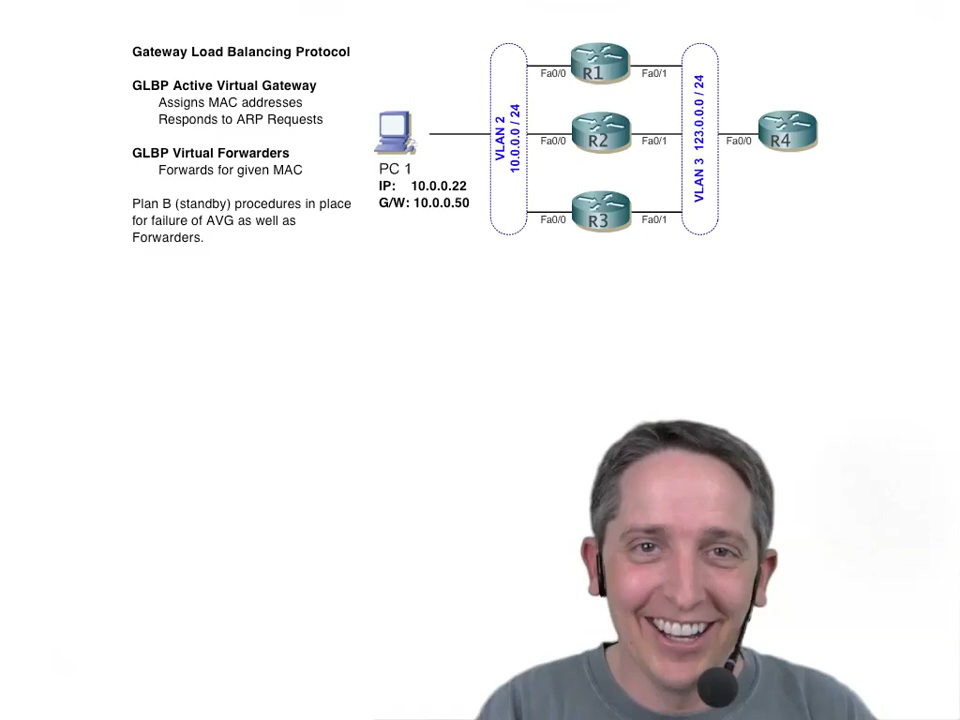 Gateway Load Balancing Protocol
GLBP Active Virtual Gateway
Assigns MAC addresses
Responds to ARP Requests
GLBP Virtual Forwarders
Forwards for given MAC
Plan B (standby) procedures in place
for failure of AVG as well as
Forwarders.
PC 1
IP: 10.0.0.22
G/W: 10.0.0.50
VLAN 2
10.0.0.0 / 24
Fa0/0
R1
Fa0/1
Fa0/0
R2
Fa0/1
Fa0/0
R3
Fa0/1
VLAN 3 123.0.0.0 / 24
Fa0/0
R4